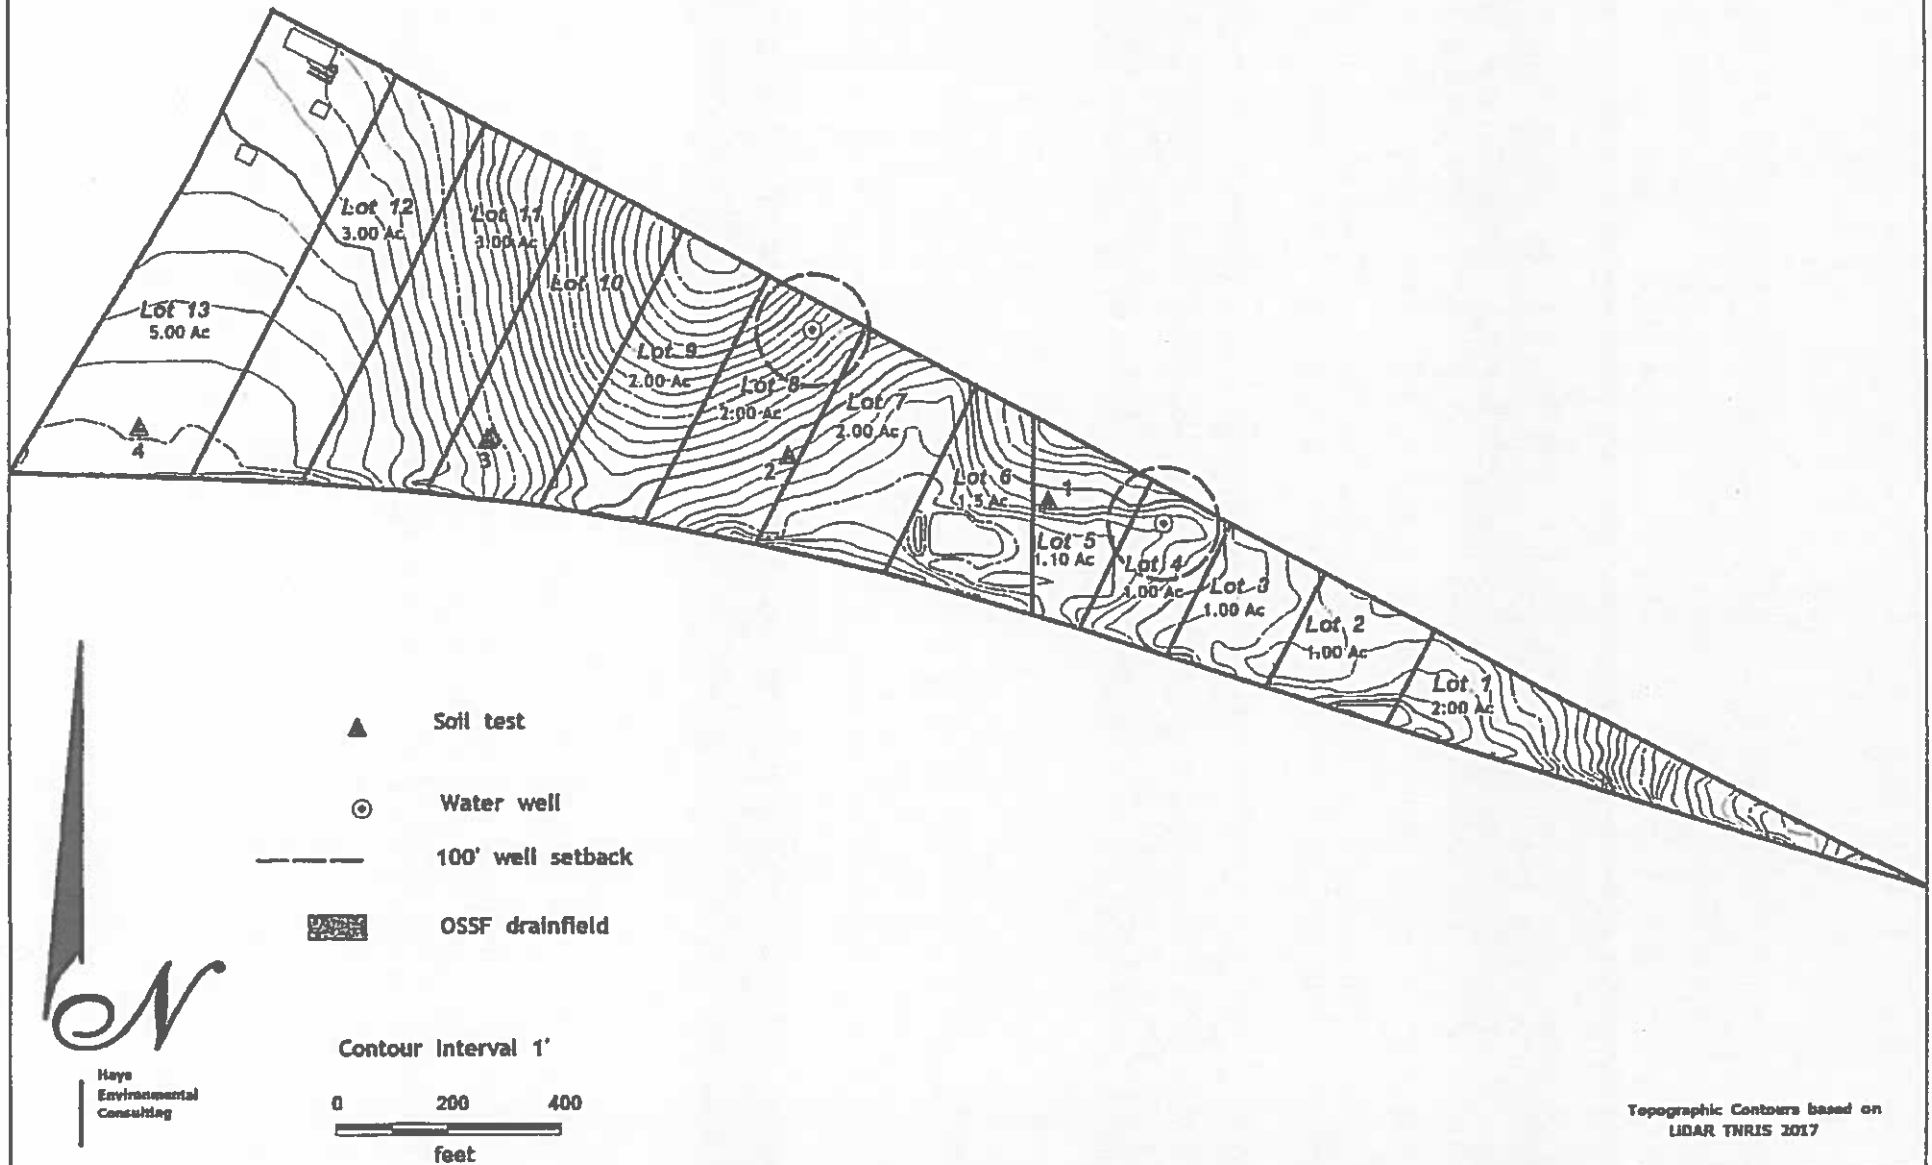 Lot 12
3.00 Ac
Lot 11
3.00 Ac
Lot 10
Lot 13
5.00 Ac
Lot 9
2.00 Ac
Lot 8
2.00 Ac
Lot 7
2.00 Ac
4
3
2
Lot 6
1.5 Ac
1
Lot 5
1.10 Ac
Lot 4
1.00 Ac
Lot 3
1.00 Ac
Lot 2
1.00 Ac
Lot 1
2.00 Ac
Soil test
Water well
100' well setback
OSSF drainfield
N
Contour Interval 1'
Hays
Environmental
Consulting
0 200 400
feet
Topographic Contours based on
LiDAR TNRIS 2017